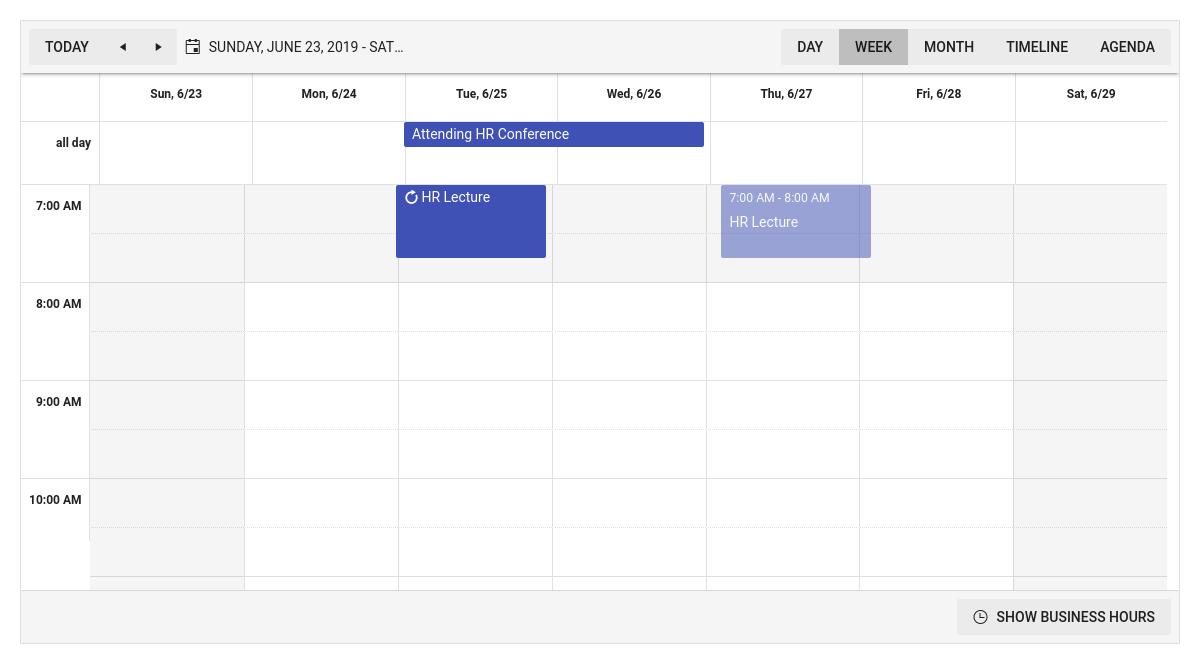 TODAY SUNDAY, JUNE 23, 2019 - SAT… DAY WEEK MONTH TIMELINE AGENDA
Sun, 6/23 Mon, 6/24 Tue, 6/25 Wed, 6/26 Thu, 6/27 Fri, 6/28 Sat, 6/29
all day Attending HR Conference
7:00 AM HR Lecture 7:00 AM - 8:00 AM
HR Lecture
8:00 AM
9:00 AM
10:00 AM
SHOW BUSINESS HOURS